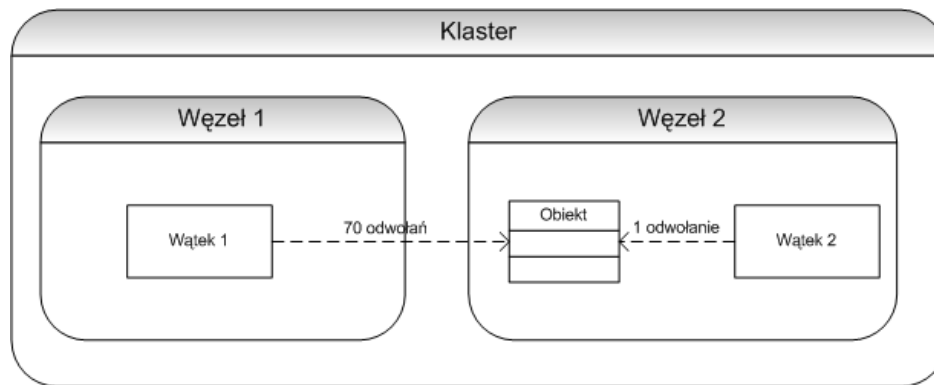 Klaster
Węzeł 1
Węzeł 2
Wątek 1
70 odwołań
Obiekt
1 odwołanie
Wątek 2